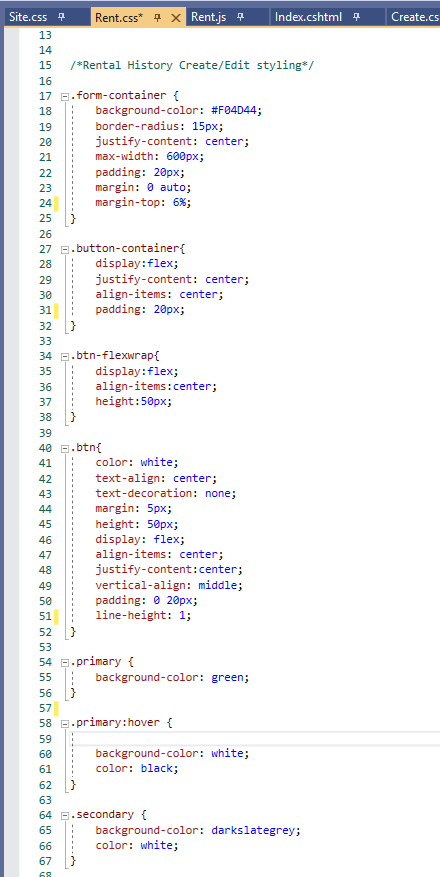 Site.css Rent.css* Rent.js Index.cshtml Create.cs
13
14
15 /*Rental History Create/Edit styling*/
16
17 .form-container {
18 background-color: #F04D44;
19 border-radius: 15px;
20 justify-content: center;
21 max-width: 600px;
22 padding: 20px;
23 margin: 0 auto;
24 margin-top: 6%;
25 }
26
27 .button-container{
28 display:flex;
29 justify-content: center;
30 align-items: center;
31 padding: 20px;
32 }
33
34 .btn-flexwrap{
35 display:flex;
36 align-items:center;
37 height:50px;
38 }
39
40 .btn{
41 color: white;
42 text-align: center;
43 text-decoration: none;
44 margin: 5px;
45 height: 50px;
46 display: flex;
47 align-items: center;
48 justify-content:center;
49 vertical-align: middle;
50 padding: 0 20px;
51 line-height: 1;
52 }
53
54 .primary {
55 background-color: green;
56 }
57
58 .primary:hover {
59
60 background-color: white;
61 color: black;
62 }
63
64 .secondary {
65 background-color: darkslategrey;
66 color: white;
67 }
68